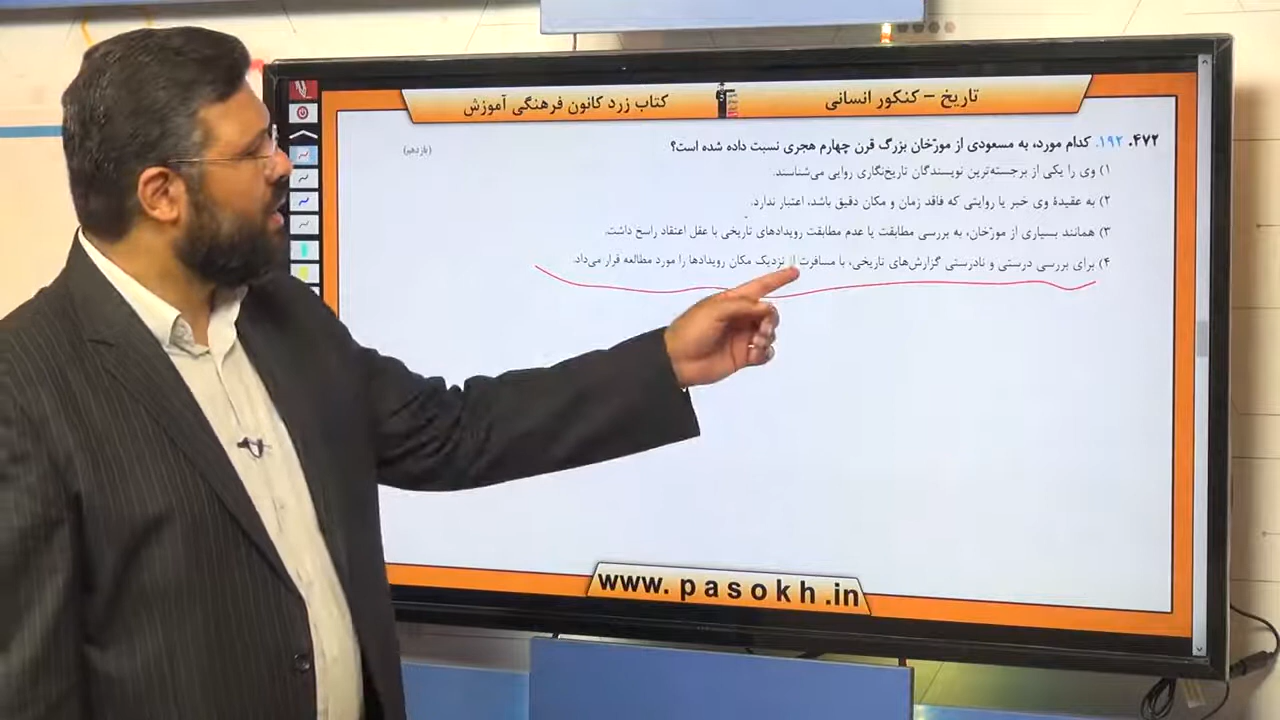 تاریخ – کنکور انسانی
کتاب زرد کانون فرهنگی آموزش
۴۷۲. ۱۹۲. کدام مورد، به مسعودی از مورّخان بزرگ قرن چهارم هجری نسبت داده شده است؟ (یازدهم)
۱) وی را یکی از برجسته‌ترین نویسندگان تاریخ‌نگاری روایی می‌شناسند.
۲) به عقیدهٔ وی خبر یا روایتی که فاقد زمان و مکان دقیق باشد، اعتبار ندارد.
۳) همانند بسیاری از مورّخان، به بررسی مطابقت یا عدم مطابقت رویدادهای تاریخی با عقل اعتقاد راسخ داشت.
۴) برای بررسی درستی و نادرستی گزارش‌های تاریخی، با مسافرت از نزدیک مکان رویدادها را مورد مطالعه قرار می‌داد.
www.pasokh.in